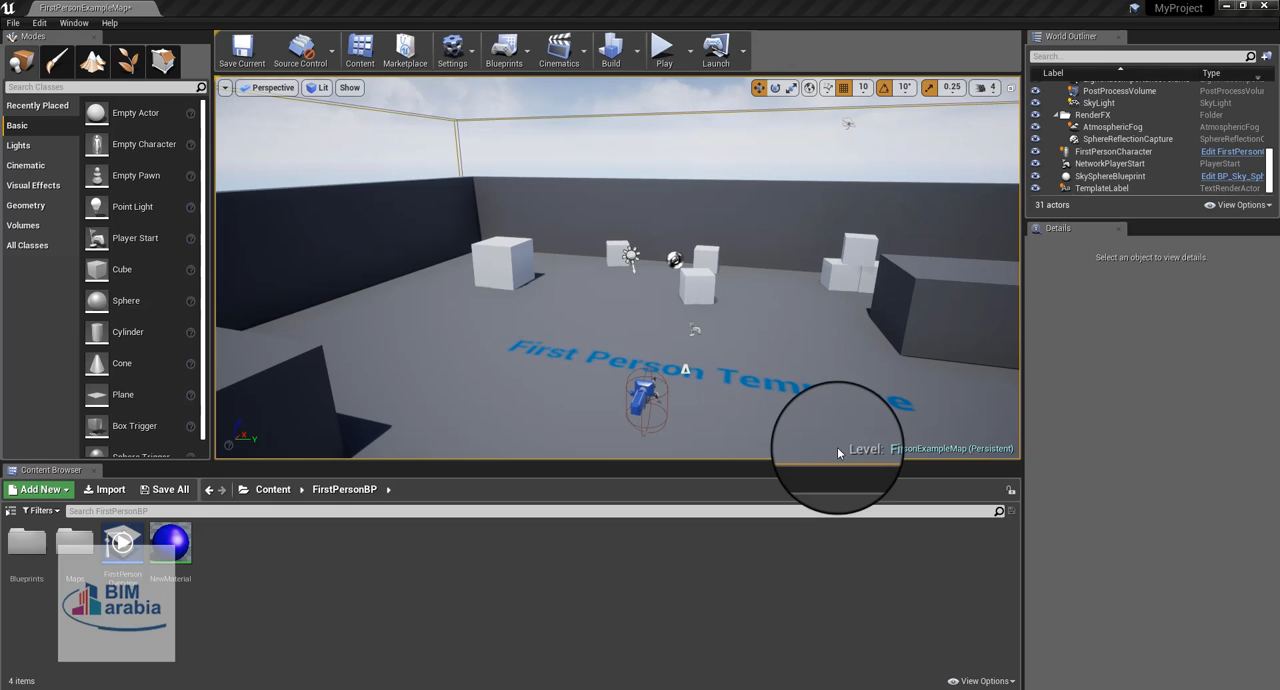 FirstPersonExampleMap*
MyProject
File Edit Window Help
Modes
Search Classes
Recently Placed
Basic
Lights
Cinematic
Visual Effects
Geometry
Volumes
All Classes
Empty Actor
Empty Character
Empty Pawn
Point Light
Player Start
Cube
Sphere
Cylinder
Cone
Plane
Box Trigger
Sphere Trigger
Save Current Source Control Content Marketplace Settings Blueprints Cinematics Build Play Launch
Perspective Lit Show
10 10° 0.25 4
First Person Temp
Level: Fi rsonExampleMap (Persistent)
X Y
World Outliner
Search...
Label Type
PostProcessVolume PostProcessVolu
SkyLight SkyLight
RenderFX Folder
AtmosphericFog AtmosphericFog
SphereReflectionCapture SphereReflection
FirstPersonCharacter Edit FirstPerson
NetworkPlayerStart PlayerStart
SkySphereBlueprint Edit BP_Sky_Sph
TemplateLabel TextRenderActor
31 actors View Options
Details
Select an object to view details.
Content Browser
Add New Import Save All Content FirstPersonBP
Filters Search FirstPersonBP
Blueprints
Maps
FirstPerson
NewMaterial
BIM
arabia
4 items
View Options